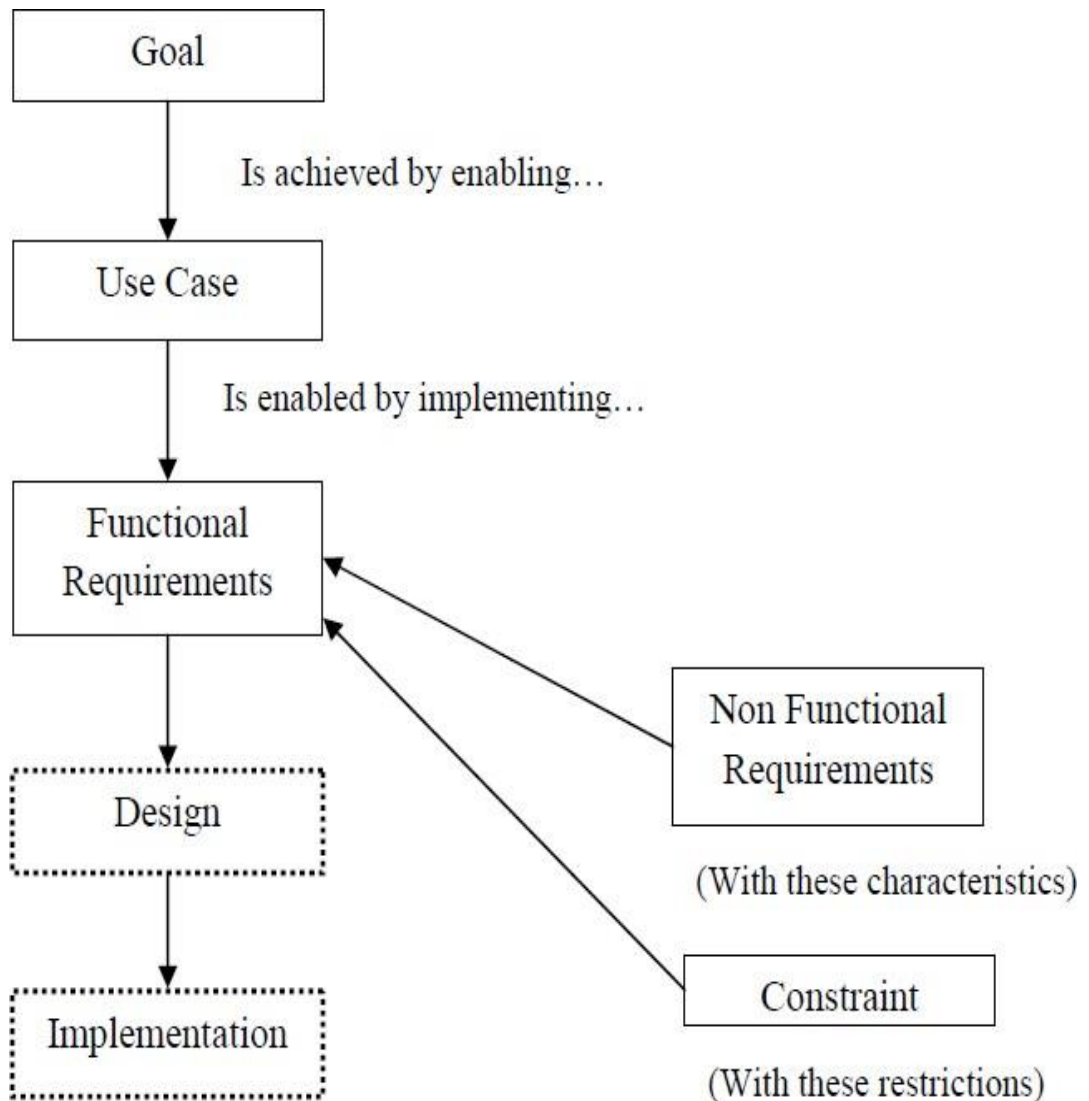 Goal
Is achieved by enabling…
Use Case
Is enabled by implementing…
Functional
Requirements
Non Functional
Requirements
(With these characteristics)
Design
Constraint
(With these restrictions)
Implementation